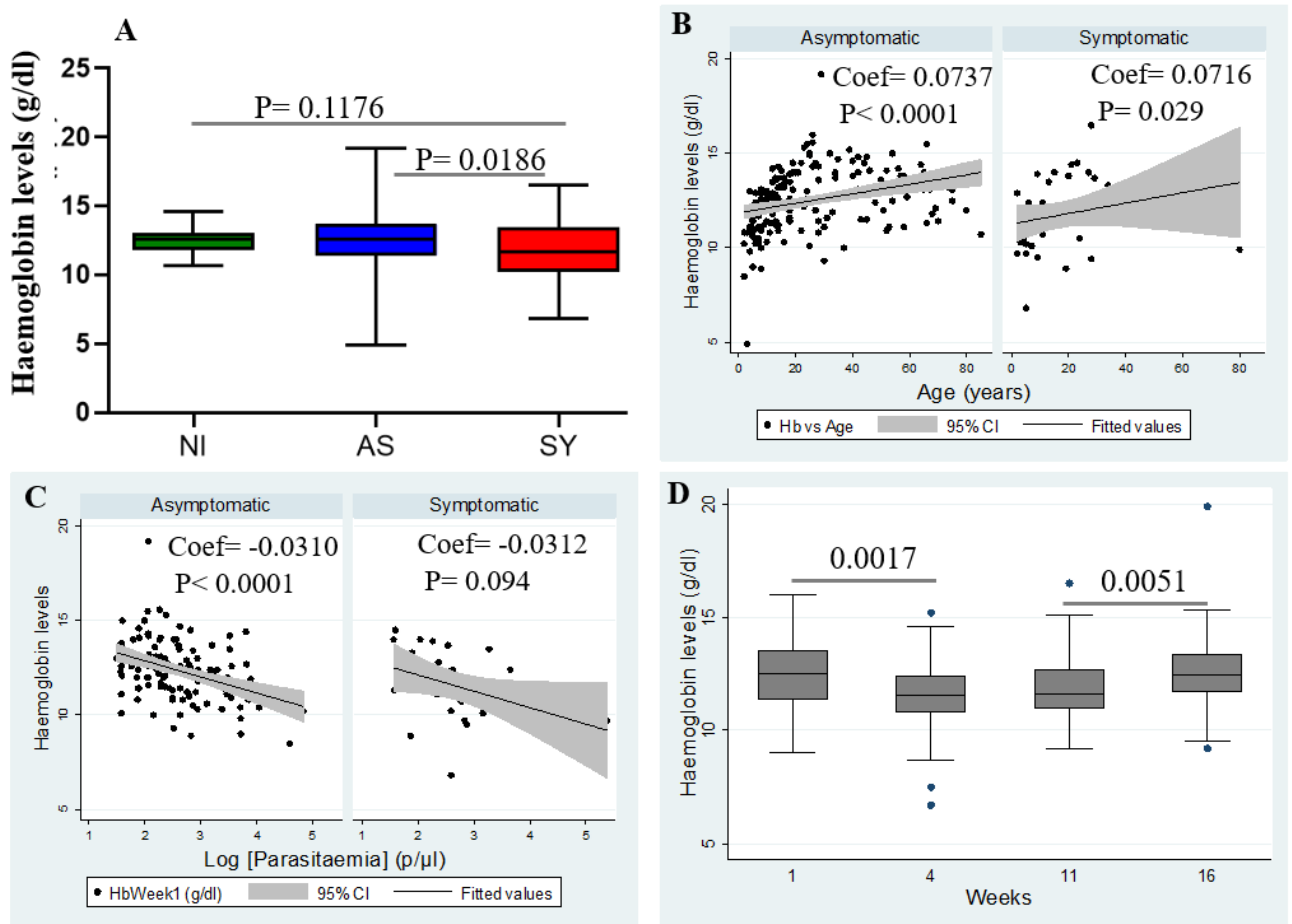 A
Haemoglobin levels (g/dl)
25
20
15
10
5
0
P= 0.1176
P= 0.0186
NI
AS
SY
B
Asymptomatic
Symptomatic
Haemoglobin levels (g/dl)
20
15
10
5
Coef= 0.0737
P< 0.0001
Coef= 0.0716
P= 0.029
0 20 40 60 80 0 20 40 60 80
Age (years)
Hb vs Age 95% CI Fitted values
C
Asymptomatic
Symptomatic
Haemoglobin levels
20
15
10
5
Coef= -0.0310
P< 0.0001
Coef= -0.0312
P= 0.094
1 2 3 4 5 1 2 3 4 5
Log [Parasitaemia] (p/µl)
HbWeek1 (g/dl) 95% CI Fitted values
D
Haemoglobin levels (g/dl)
20
15
10
5
0.0017
0.0051
1 4 11 16
Weeks